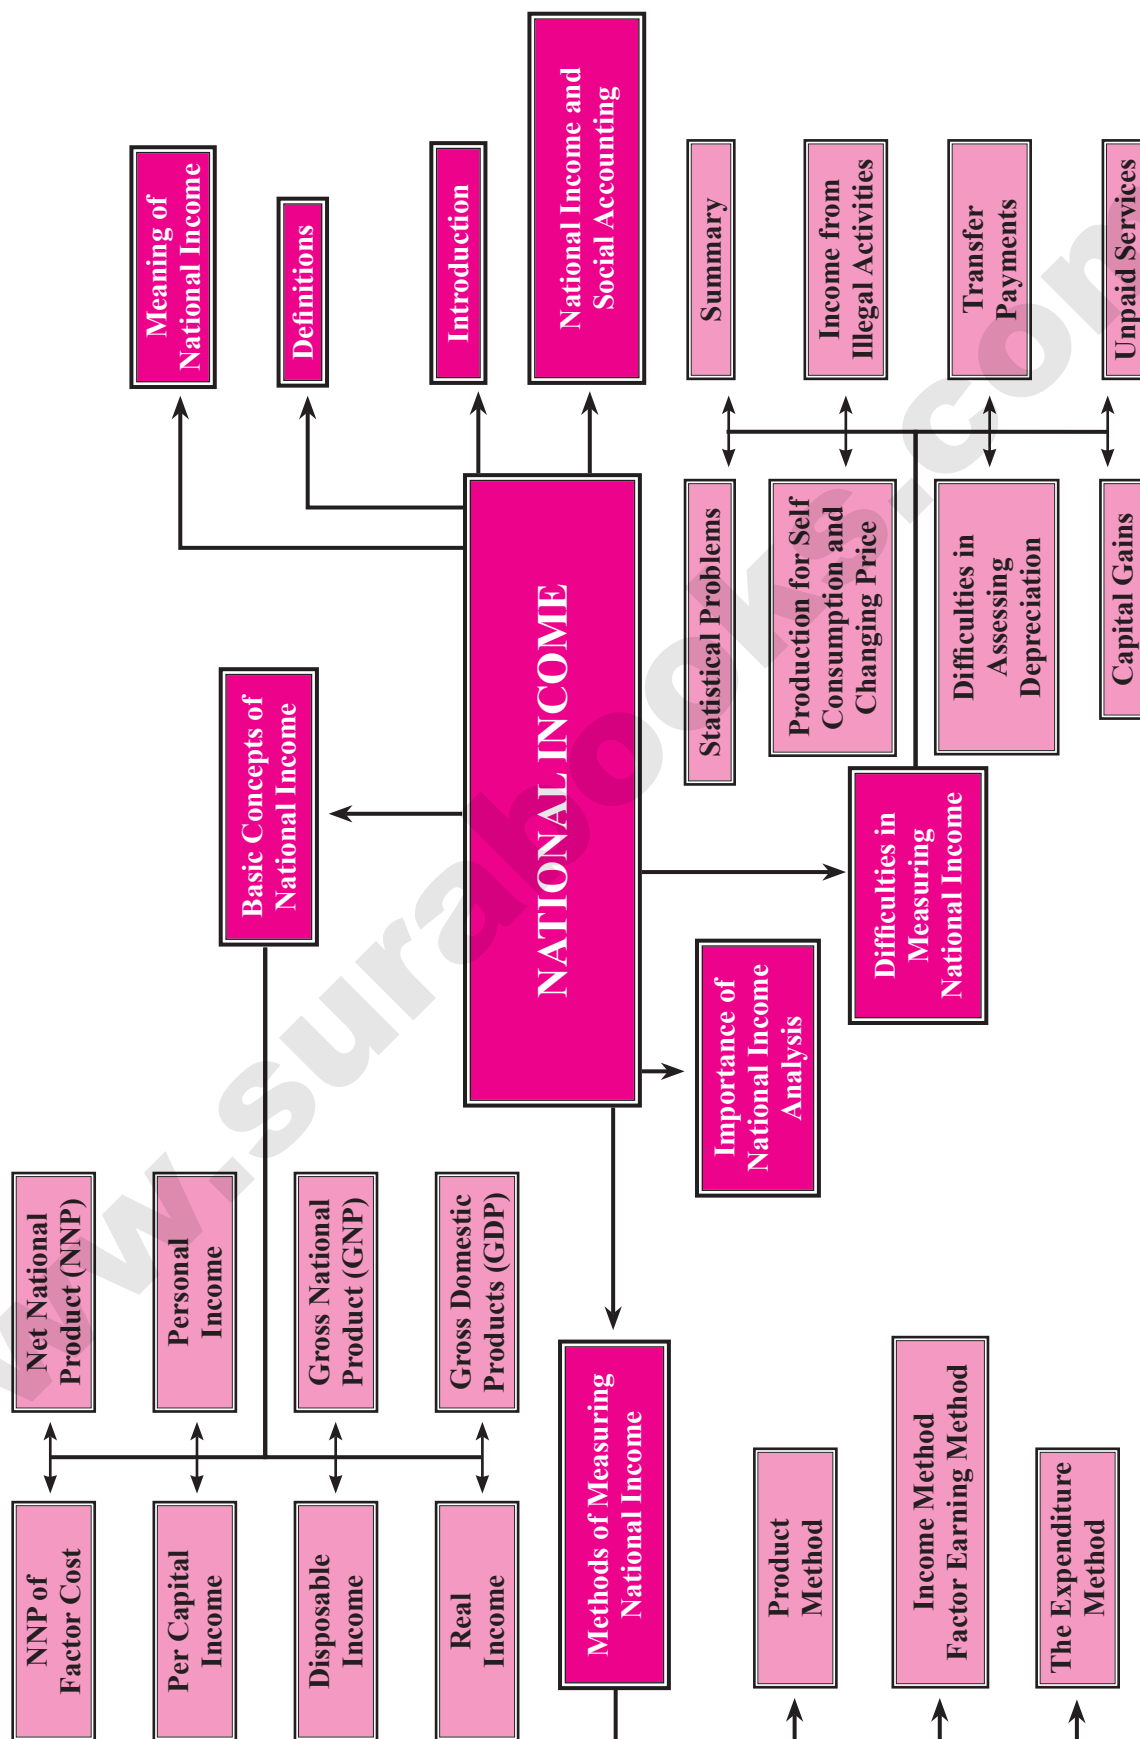 Meaning of
National Income
Definitions
Introduction
National Income and
Social Accounting
NATIONAL INCOME
Basic Concepts of
National Income
Net National
Product (NNP)
Personal
Income
Gross National
Product (GNP)
Gross Domestic
Products (GDP)
NNP of
Factor Cost
Per Capital
Income
Disposable
Income
Real
Income
Methods of Measuring
National Income
Product
Method
Income Method
Factor Earning Method
The Expenditure
Method
Importance of
National Income
Analysis
Difficulties in
Measuring
National Income
Summary
Income from
Illegal Activities
Transfer
Payments
Unpaid Services
Statistical Problems
Production for Self
Consumption and
Changing Price
Difficulties in
Assessing
Depreciation
Capital Gains
www.surabooks.com